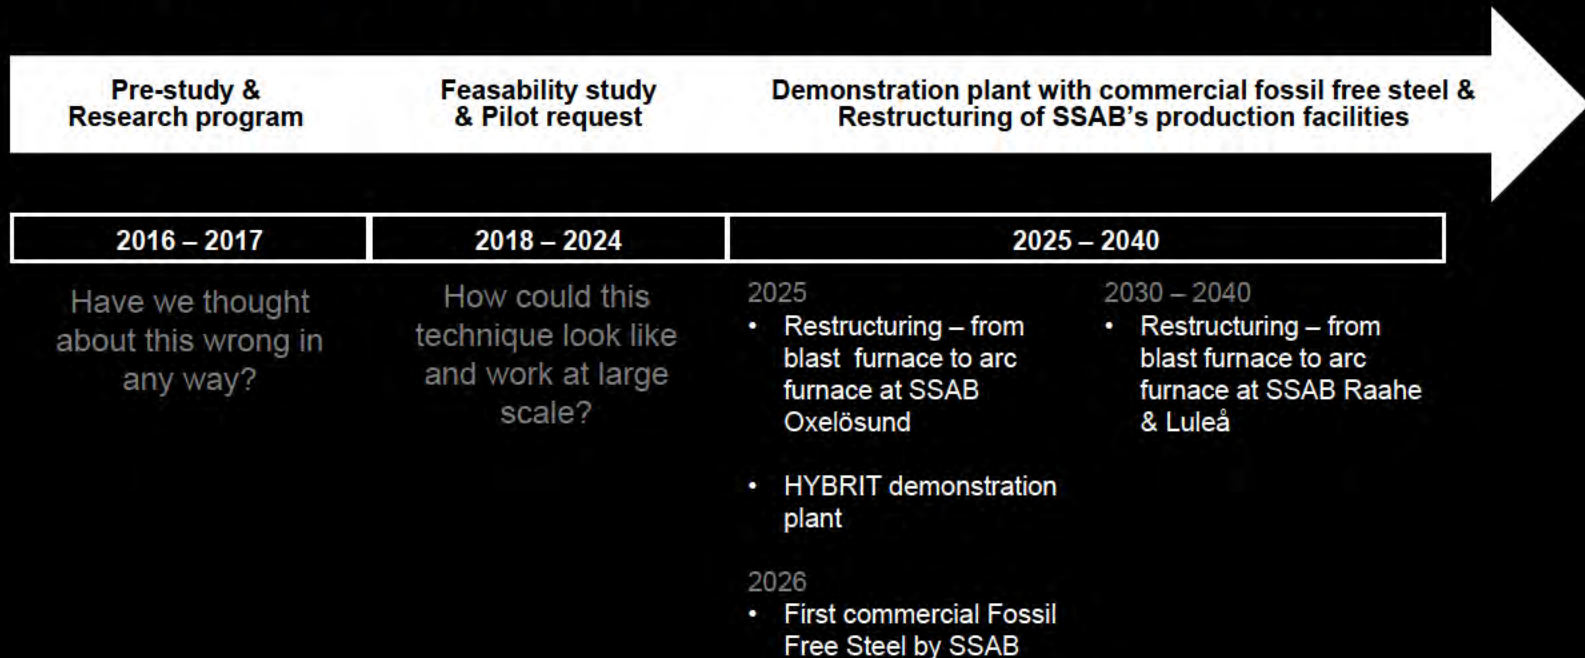 Pre-study &
Research program
Feasability study
& Pilot request
Demonstration plant with commercial fossil free steel &
Restructuring of SSAB's production facilities
2016 – 2017
2018 – 2024
2025 – 2040
Have we thought
about this wrong in
any way?
How could this
technique look like
and work at large
scale?
2025
• Restructuring – from
blast furnace to arc
furnace at SSAB
Oxelösund
• HYBRIT demonstration
plant
2026
• First commercial Fossil
Free Steel by SSAB
2030 – 2040
• Restructuring – from
blast furnace to arc
furnace at SSAB Raahe
& Luleå